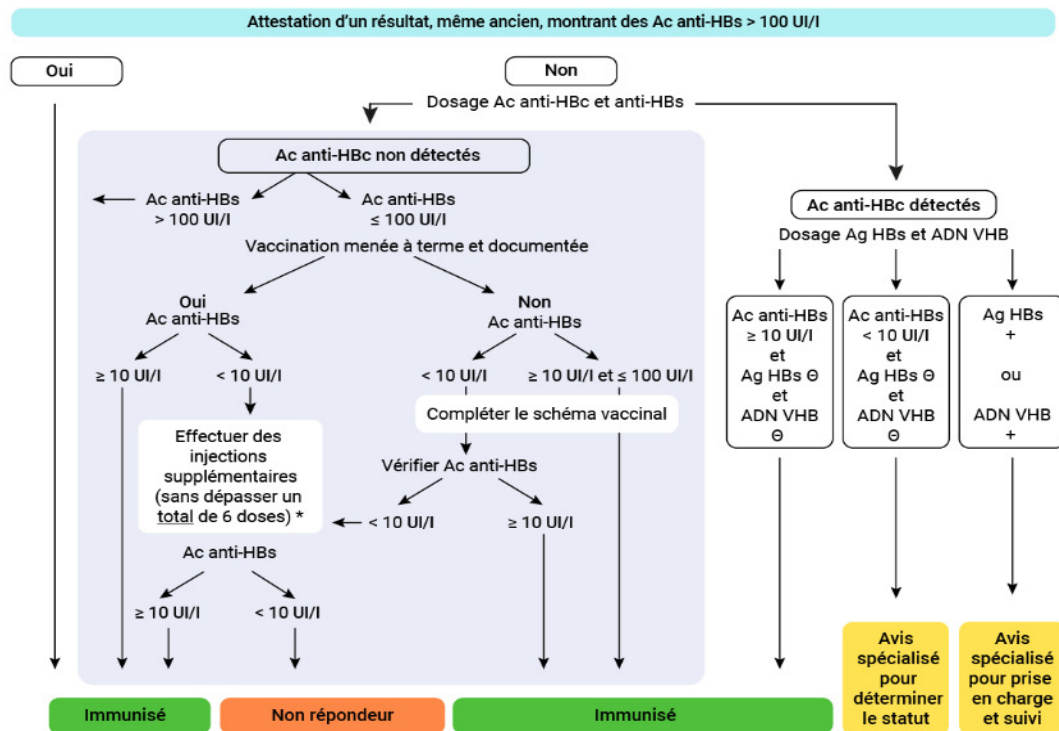 Attestation d'un résultat, même ancien, montrant des Ac anti-HBs > 100 UI/l
Oui
Non
Dosage Ac anti-HBc et anti-HBs
Ac anti-HBc non détectés
Ac anti-HBs
> 100 UI/l
Ac anti-HBs
≤ 100 UI/l
Vaccination menée à terme et documentée
Oui
Ac anti-HBs
Non
Ac anti-HBs
≥ 10 UI/l
< 10 UI/l
< 10 UI/l
≥ 10 UI/l et ≤ 100 UI/l
Effectuer des
injections
supplémentaires
(sans dépasser un
total de 6 doses) *
Compléter le schéma vaccinal
Vérifier Ac anti-HBs
< 10 UI/l
≥ 10 UI/l
Ac anti-HBs
≥ 10 UI/l
< 10 UI/l
Ac anti-HBc détectés
Dosage Ag HBs et ADN VHB
Ac anti-HBs
≥ 10 UI/l
et
Ag HBs Θ
et
ADN VHB
Θ
Ac anti-HBs
< 10 UI/l
et
Ag HBs Θ
et
ADN VHB
Θ
Ag HBs
+
ou
ADN VHB
+
Immunisé
Non répondeur
Immunisé
Avis
spécialisé
pour
déterminer
le statut
Avis
spécialisé
pour prise
en charge
et suivi